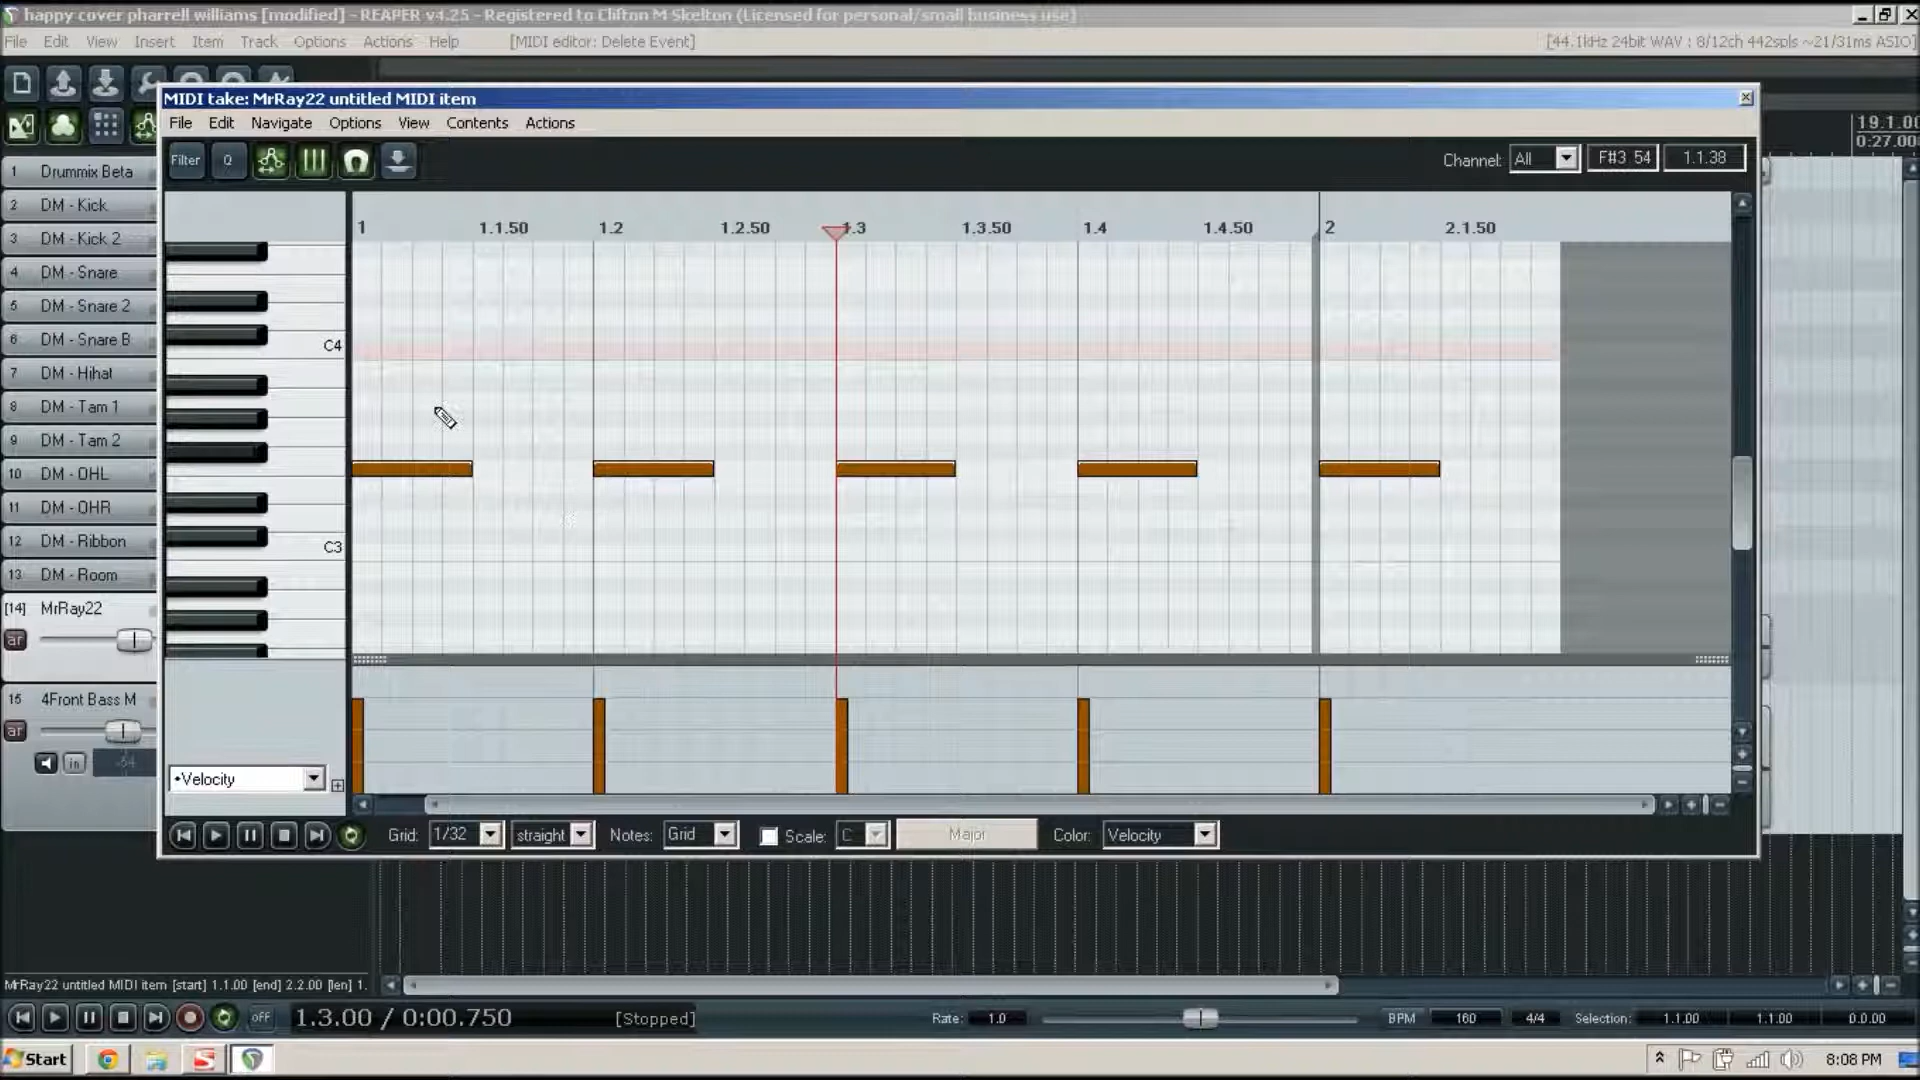 happy cover pharrell williams [modified] - REAPER v4.25 - Registered to Clifton M Skelton (Licensed for personal/small business use)
File Edit View Insert Item Track Options Actions Help [MIDI editor: Delete Event] [44.1kHz 24bit WAV : 8/12ch 442spls ~21/31ms ASIO]
MIDI take: MrRay22 untitled MIDI item
File Edit Navigate Options View Contents Actions
Filter Q Channel: All F#3 54 1.1.38
19.1.00
0:27.00
1 1.1.50 1.2 1.2.50 1.3 1.3.50 1.4 1.4.50 2 2.1.50
1 Drummix Beta
2 DM - Kick
3 DM - Kick 2
4 DM - Snare
5 DM - Snare 2
6 DM - Snare B
7 DM - Hihat
8 DM - Tam 1
9 DM - Tam 2
10 DM - OHL
11 DM - OHR
12 DM - Ribbon
13 DM - Room
[14] MrRay22
ar
15 4Front Bass M
ar
in -64
C4
C3
•Velocity
Grid: 1/32 straight Notes: Grid Scale: C Major Color: Velocity
MrRay22 untitled MIDI item [start] 1.1.00 [end] 2.2.00 [len] 1.
off 1.3.00 / 0:00.750 [Stopped] Rate: 1.0 BPM 160 4/4 Selection: 1.1.00 1.1.00 0.0.00
Start 8:08 PM